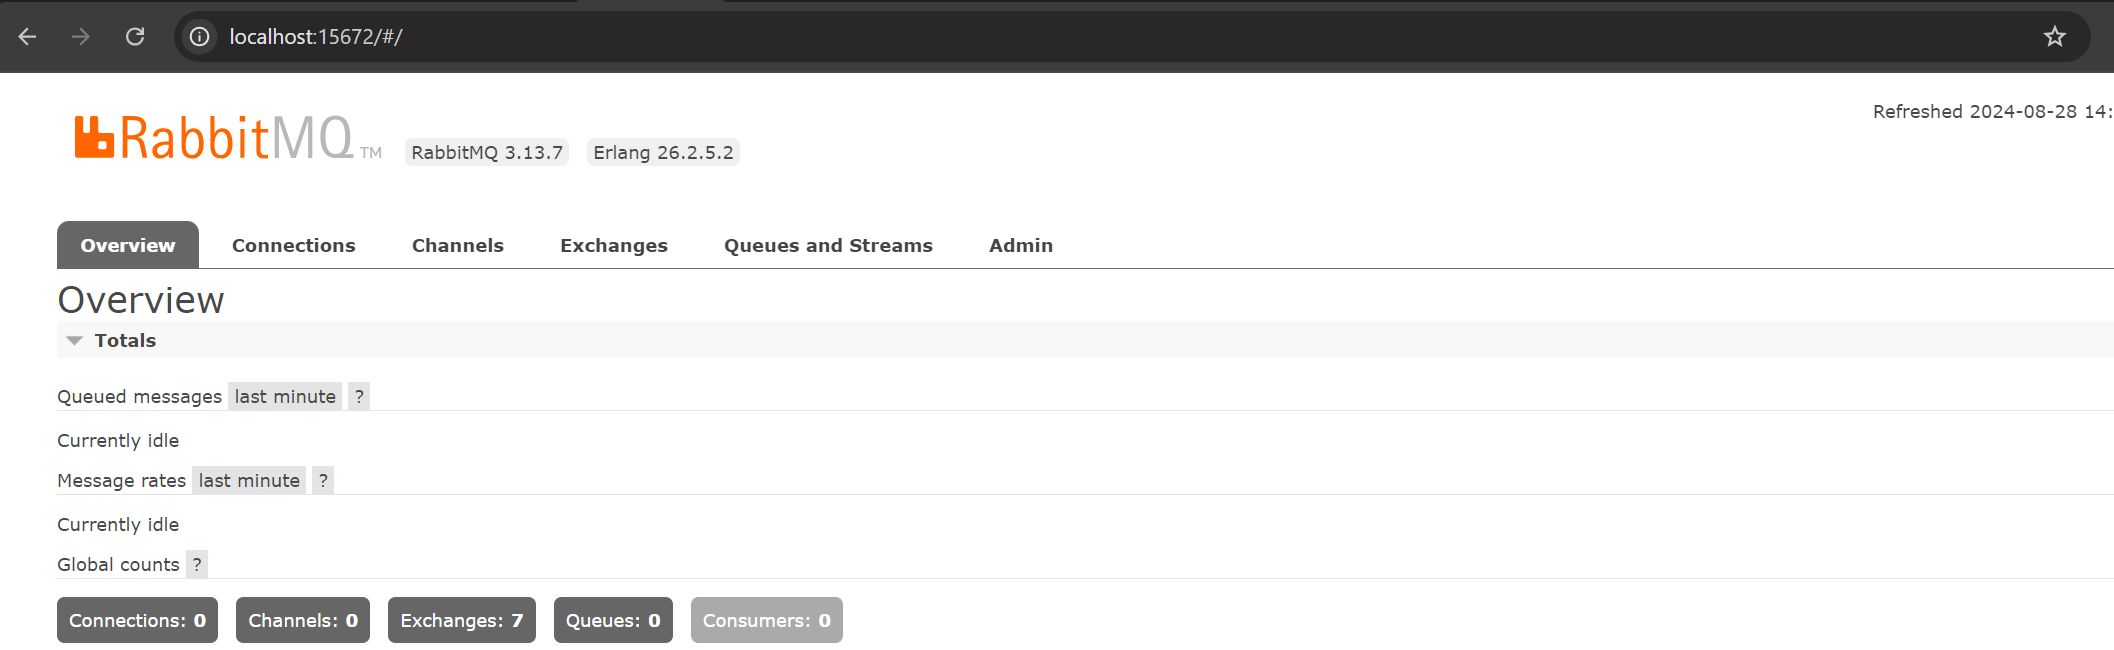 localhost:15672/#/
Refreshed 2024-08-28 14:
RabbitMQ TM RabbitMQ 3.13.7 Erlang 26.2.5.2
Overview Connections Channels Exchanges Queues and Streams Admin
Overview
Totals
Queued messages last minute ?
Currently idle
Message rates last minute ?
Currently idle
Global counts ?
Connections: 0 Channels: 0 Exchanges: 7 Queues: 0 Consumers: 0